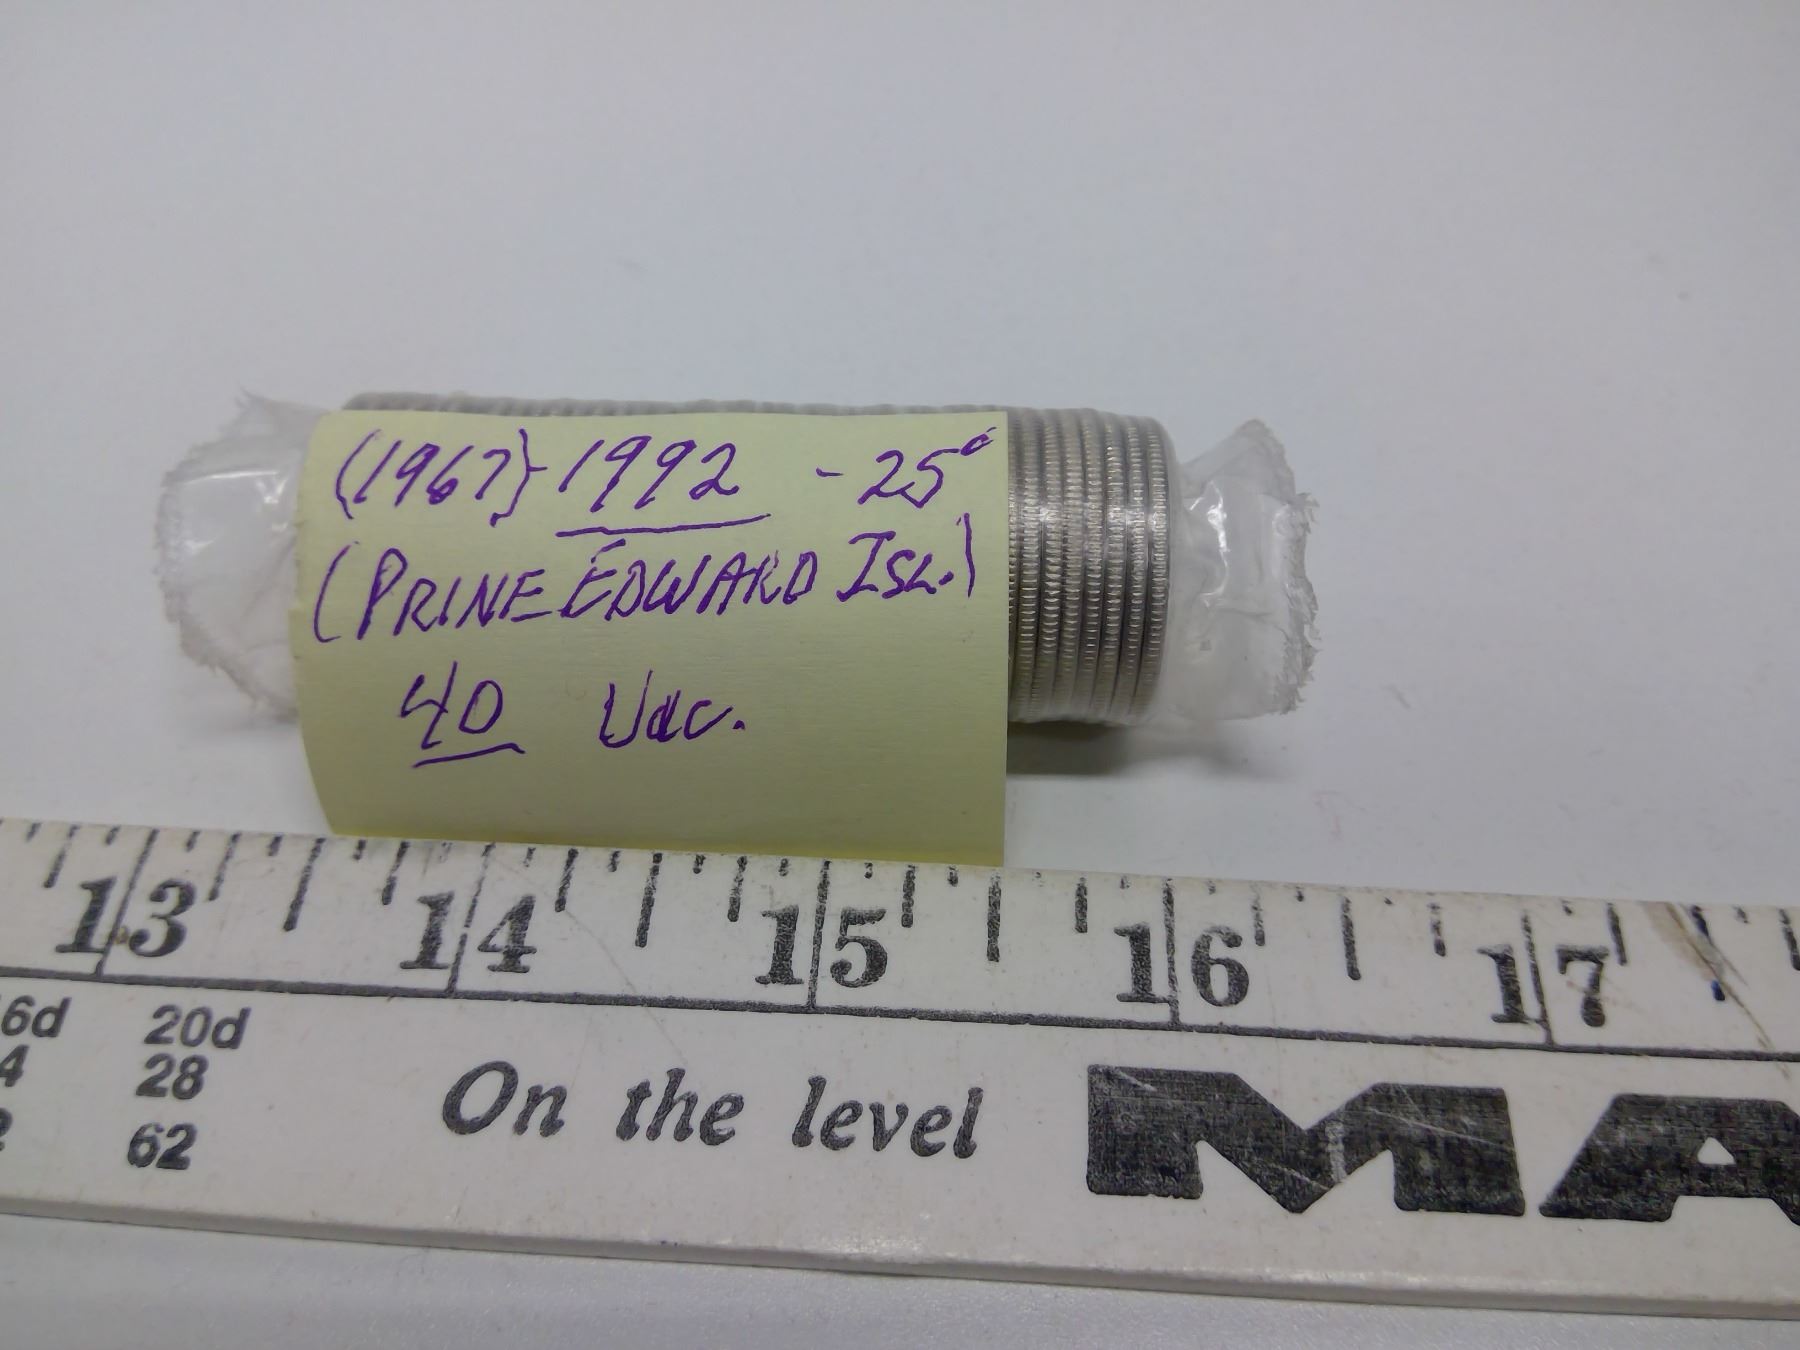 (1967)-1992 - 25¢
(PRINE EDWARD ISL.)
40 Unc.
13 14 15 16 17
6d 20d
4 28
2 62
On the level
MA